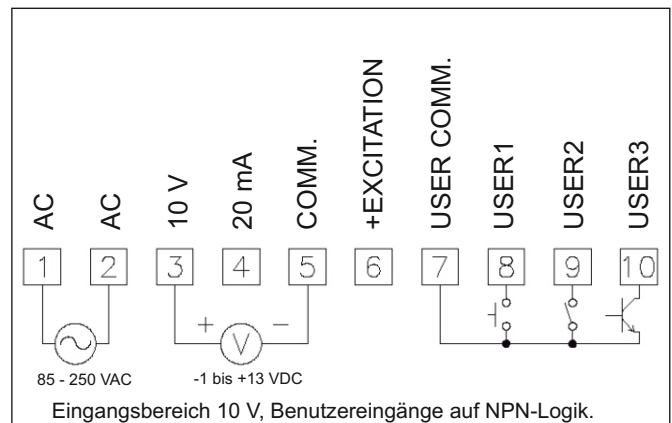 AC
AC
10 V
20 mA
COMM.
+EXCITATION
USER COMM.
USER1
USER2
USER3
1
2
3
4
5
6
7
8
9
10
+
V
−
85 - 250 VAC
-1 bis +13 VDC
Eingangsbereich 10 V, Benutzereingänge auf NPN-Logik.